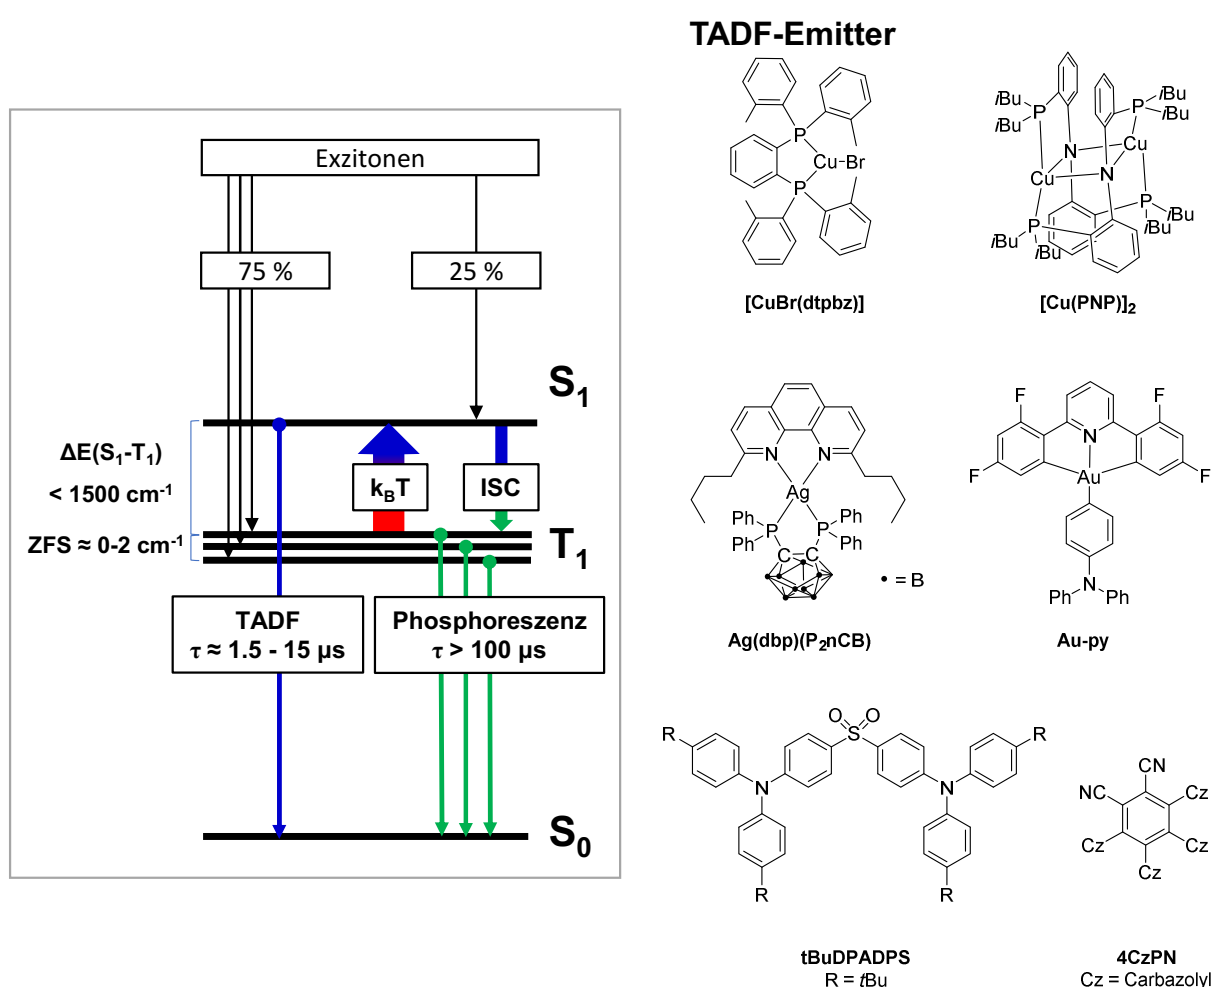 TADF-Emitter
Exzitonen
75 %
25 %
S1
ΔE(S1-T1)
< 1500 cm-1
kBT
ISC
ZFS ≈ 0-2 cm-1
T1
TADF
τ ≈ 1.5 - 15 µs
Phosphoreszenz
τ > 100 µs
S0
P
Cu-Br
P
[CuBr(dtpbz)]
iBu
iBu
P
P
iBu
iBu
N
Cu
Cu
N
P
iBu
iBu
P
iBu
iBu
[Cu(PNP)]2
N
N
Ag
Ph
Ph
P
P
Ph
Ph
C
C
• = B
Ag(dbp)(P2nCB)
F
F
F
F
N
Au
N
Ph
Ph
Au-py
O
O
S
R
R
N
N
R
R
tBuDPADPS
R = tBu
CN
NC
Cz
Cz
Cz
Cz
4CzPN
Cz = Carbazolyl